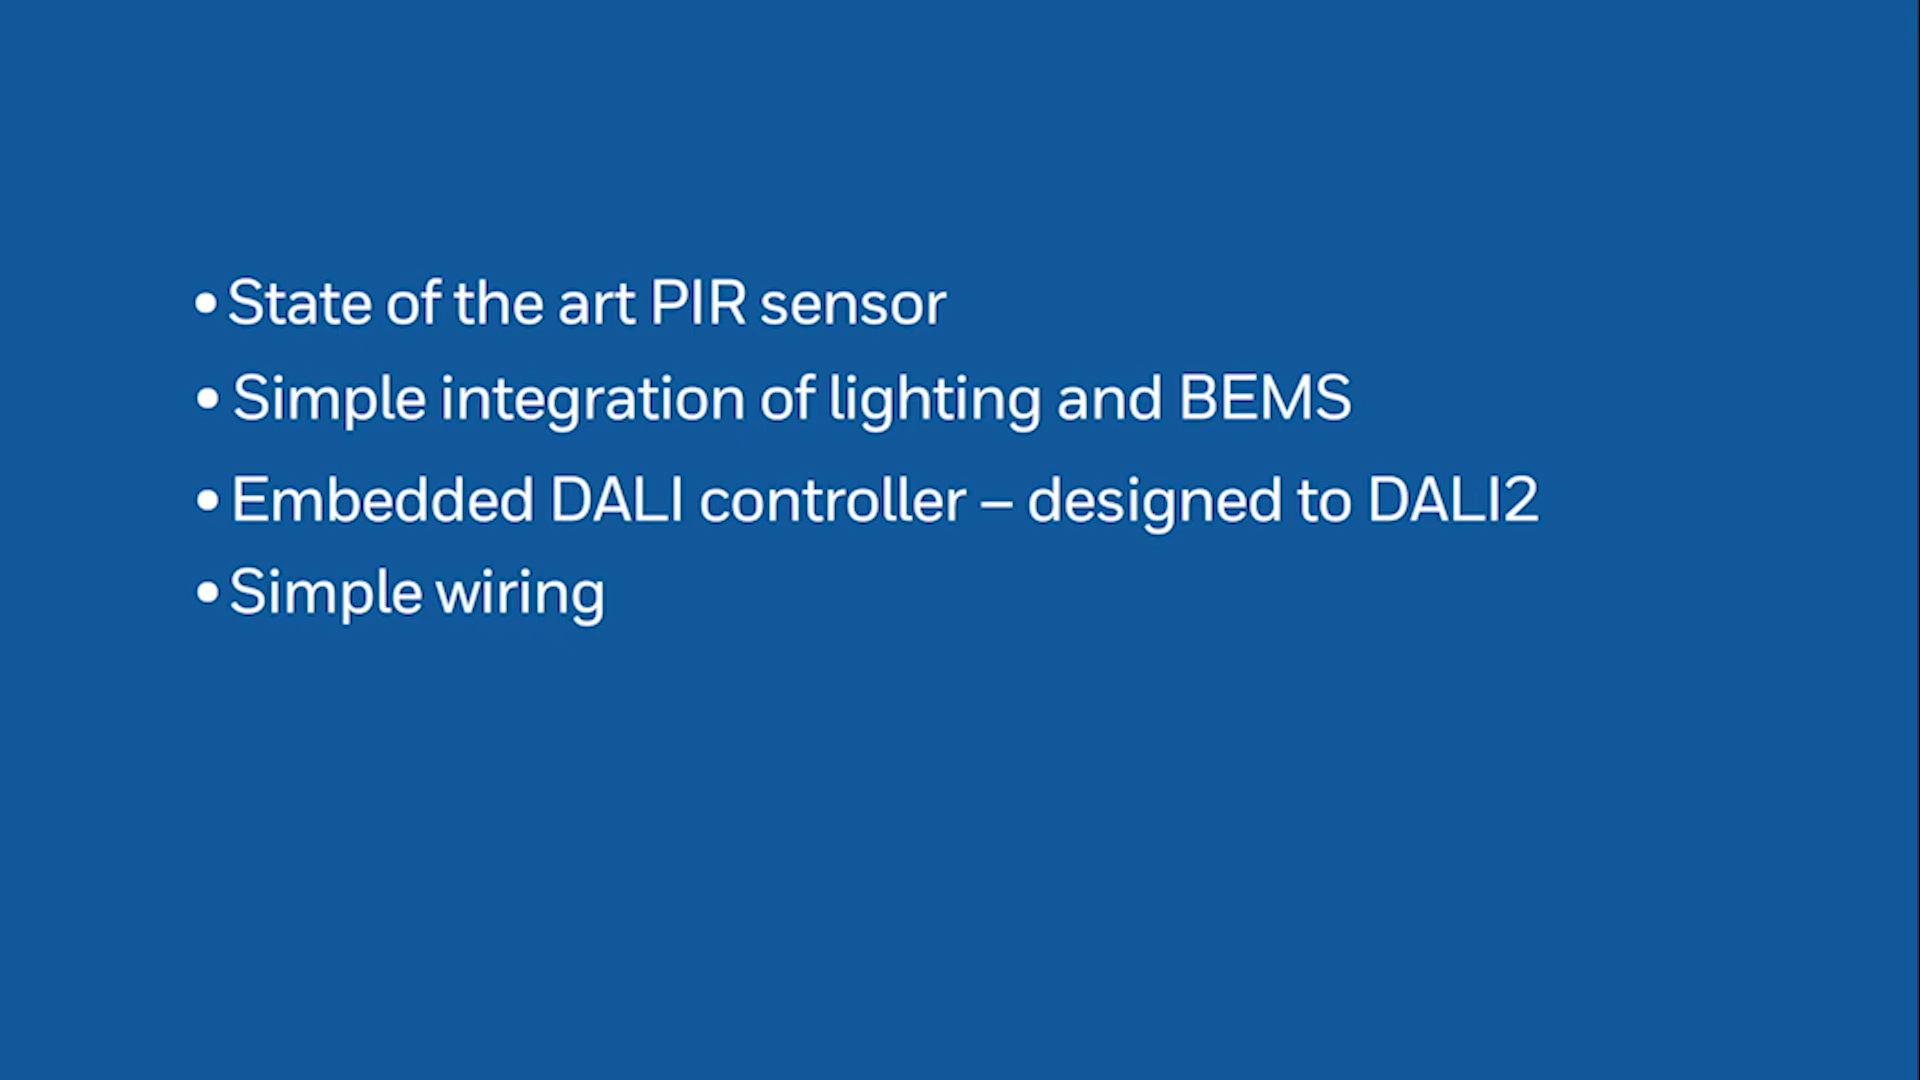 • State of the art PIR sensor
• Simple integration of lighting and BEMS
• Embedded DALI controller – designed to DALI2
• Simple wiring